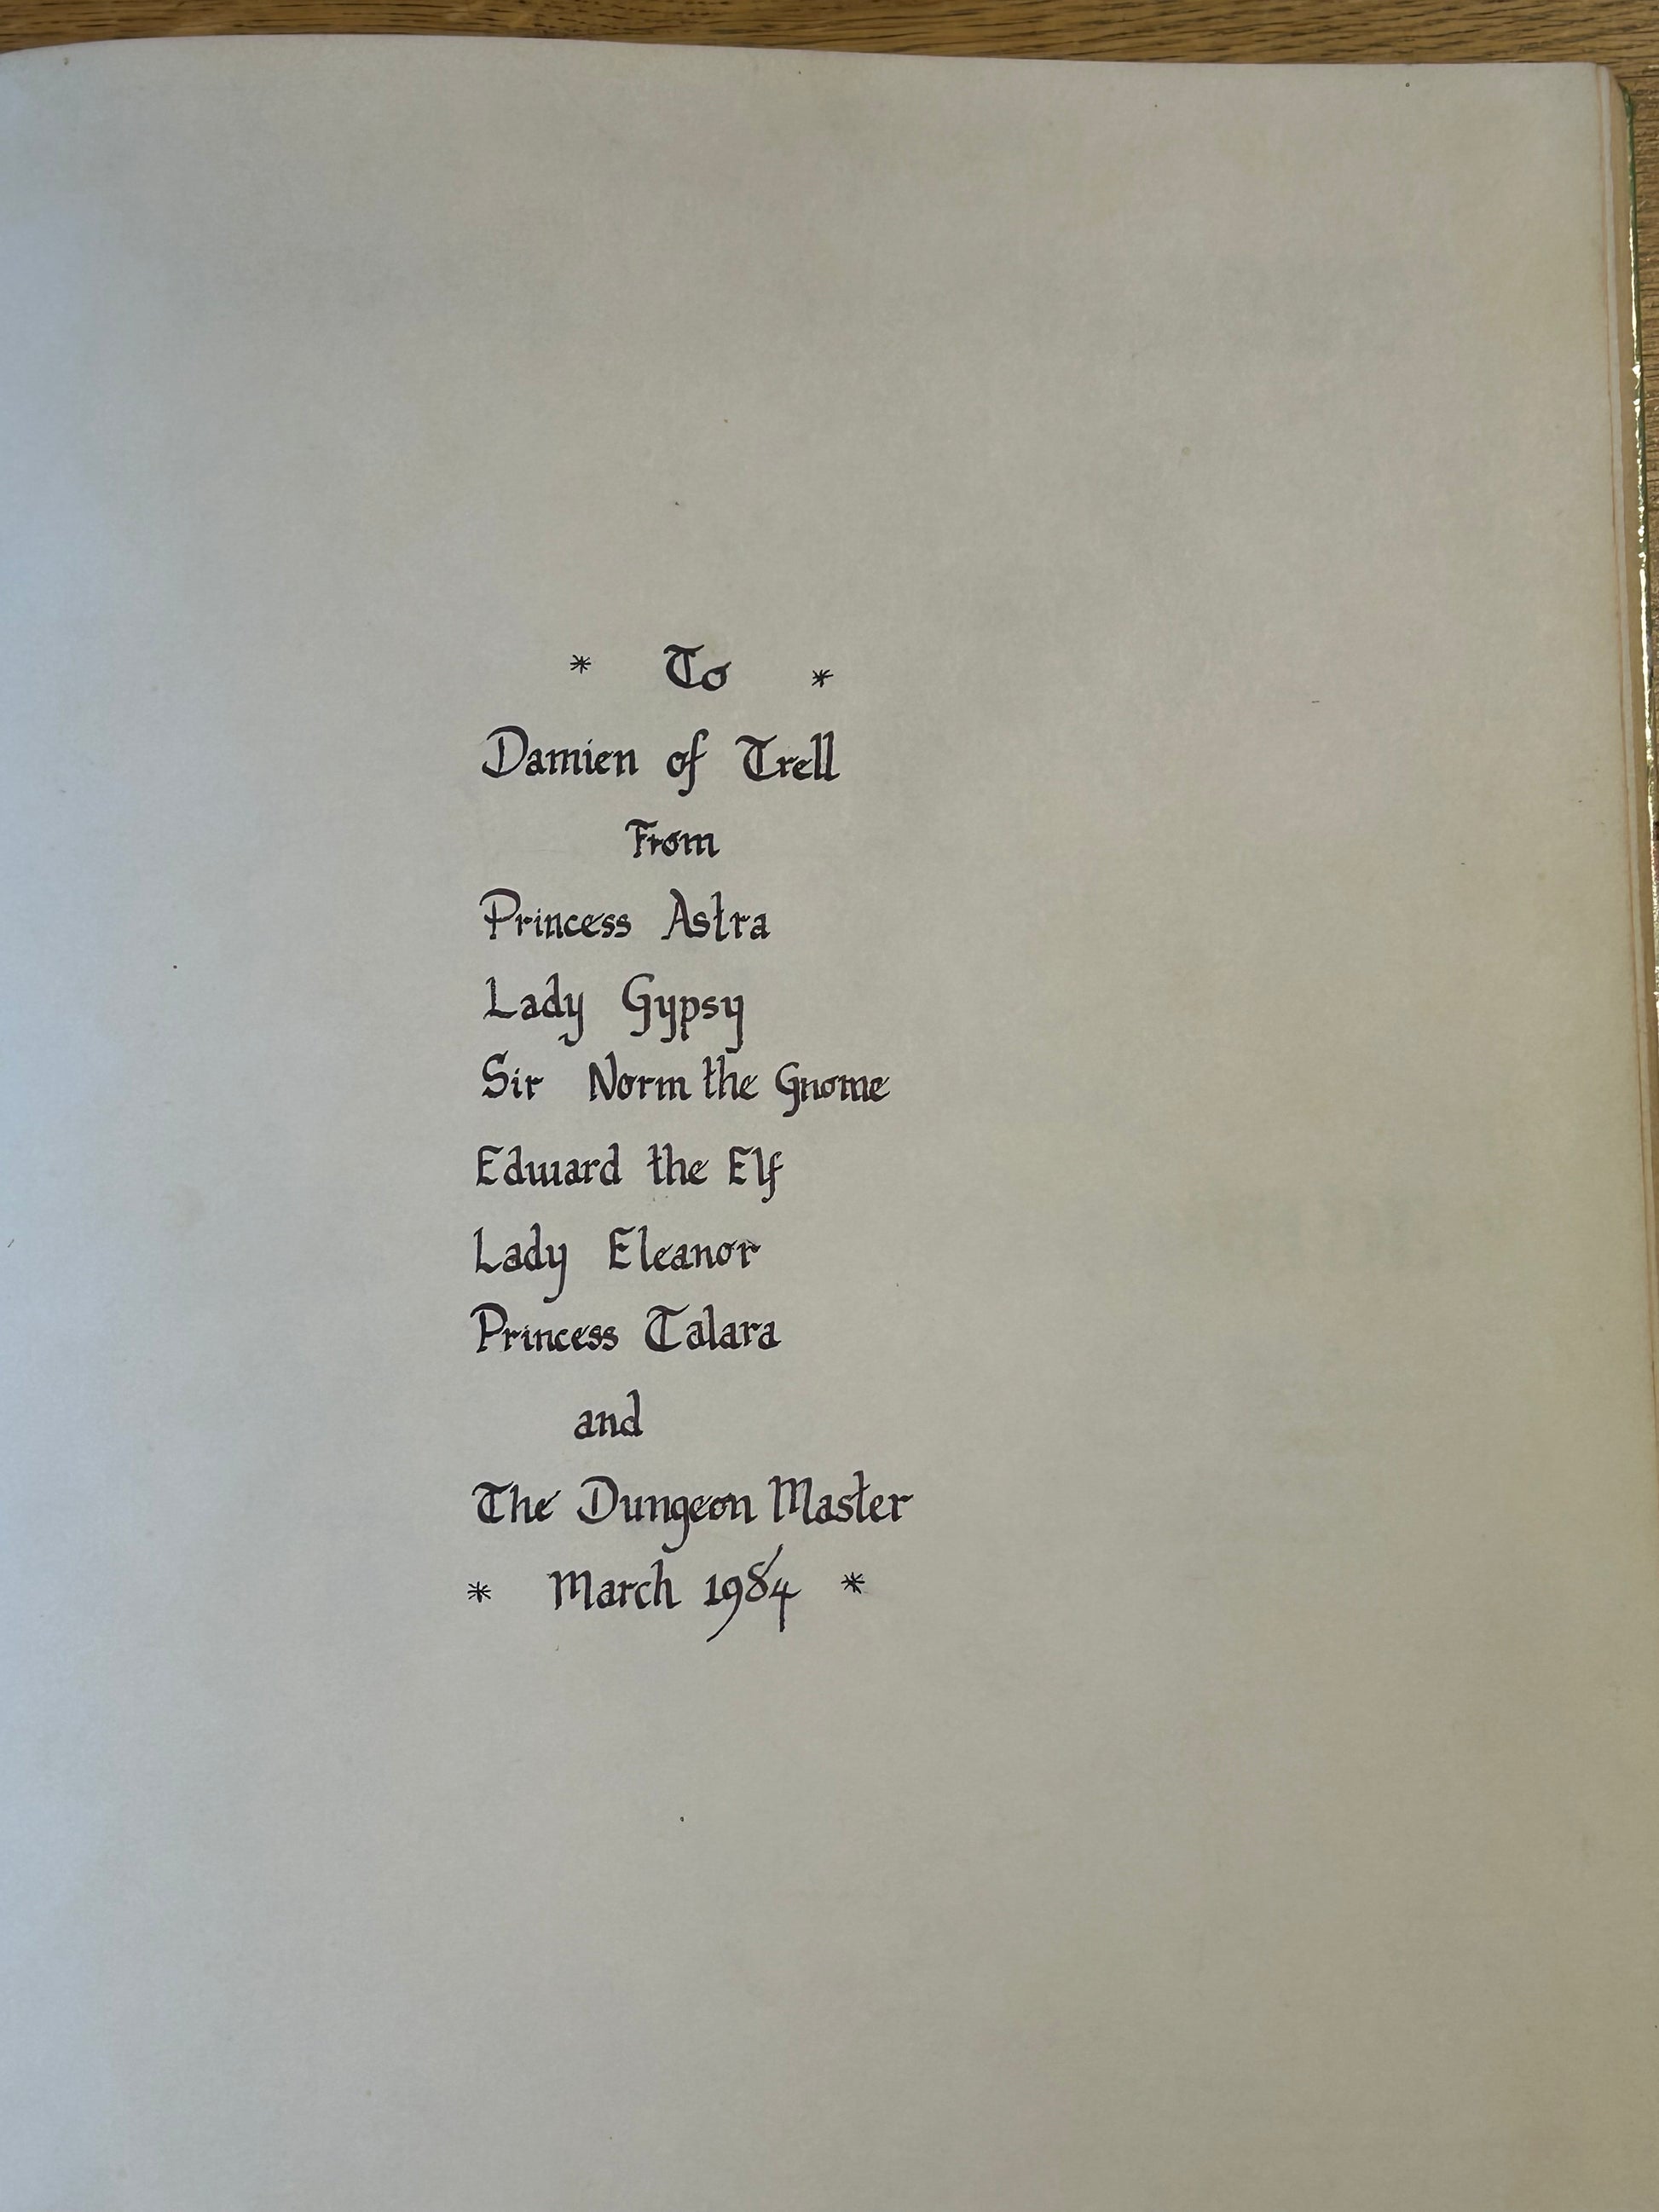 * To *
Damien of Trell
From
Princess Astra
Lady Gypsy
Sir Norm the Gnome
Edward the Elf
Lady Eleanor
Princess Talara
and
The Dungeon Master
* March 1984 *